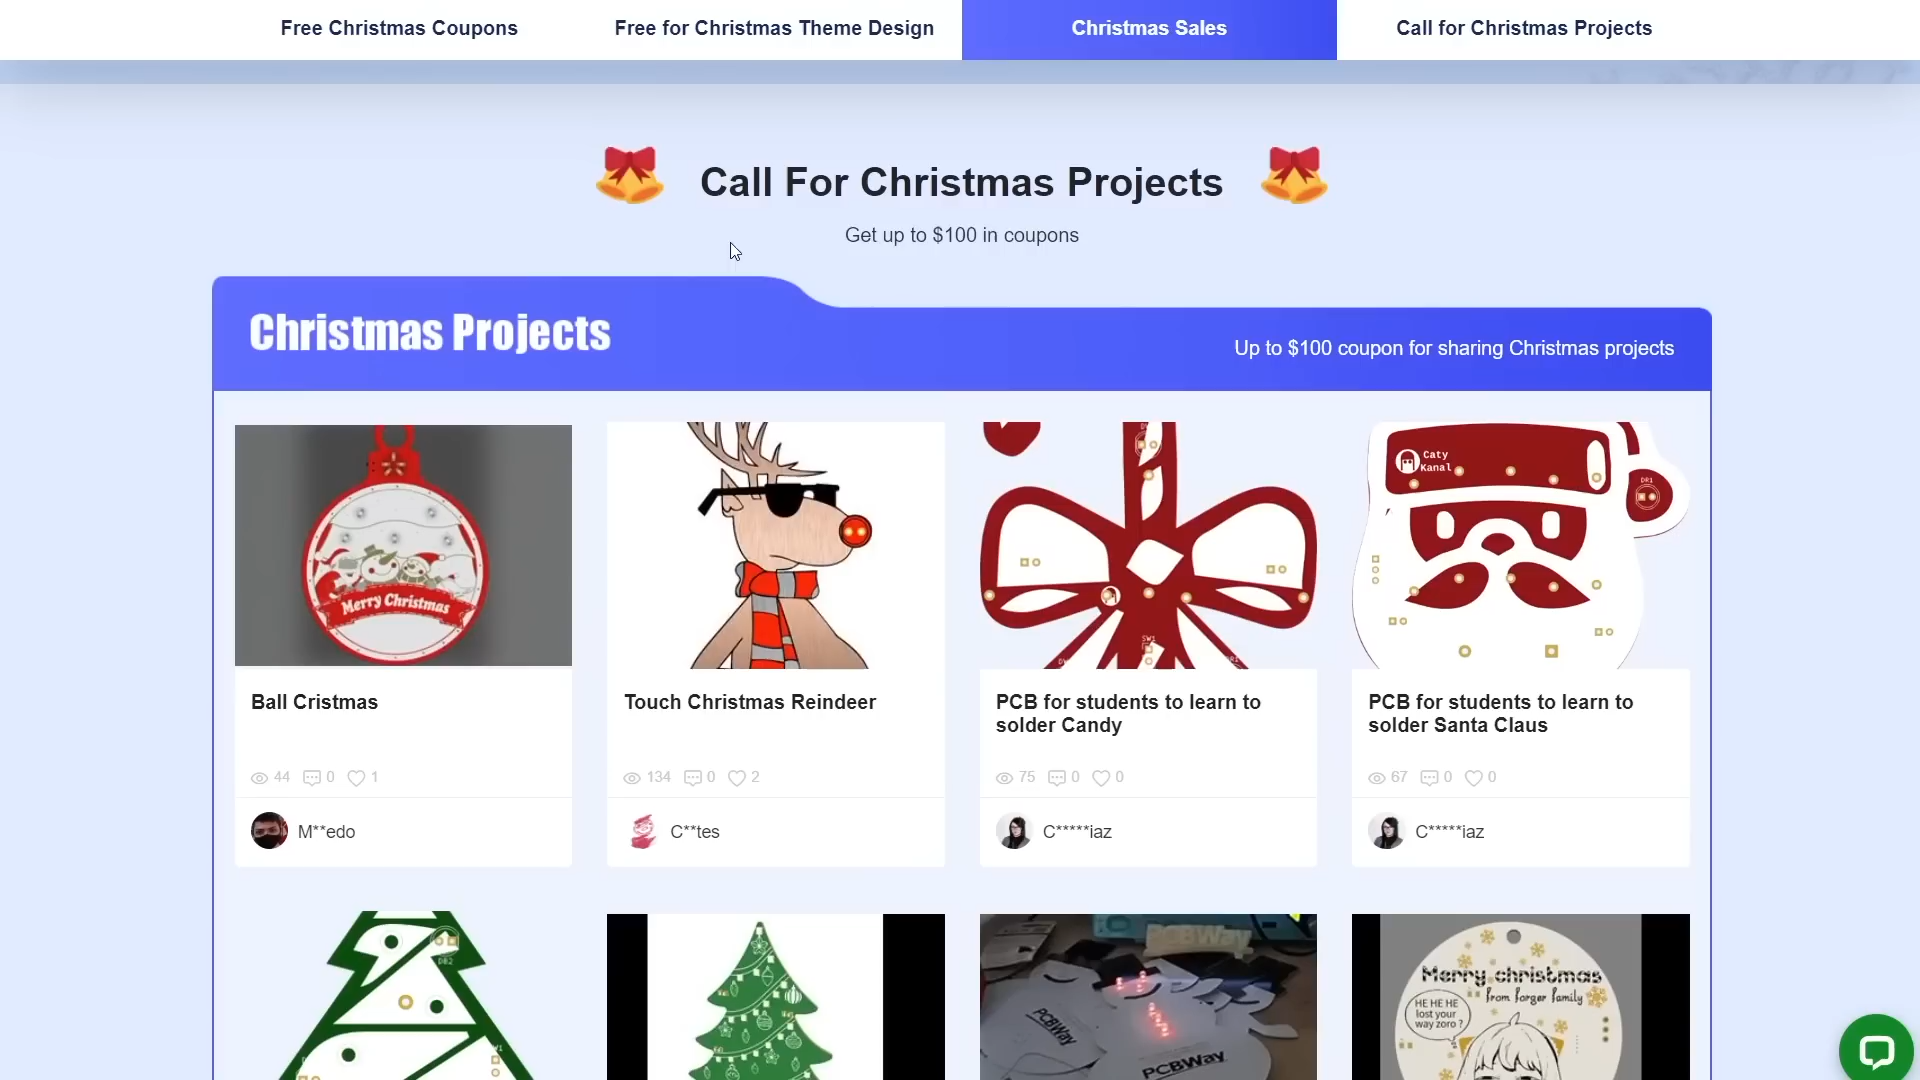 Free Christmas Coupons
Free for Christmas Theme Design
Christmas Sales
Call for Christmas Projects
Call For Christmas Projects
Get up to $100 in coupons
Christmas Projects
Up to $100 coupon for sharing Christmas projects
Merry Christmas
Caty
Kanal
DR1
SW1
Ball Cristmas
Touch Christmas Reindeer
PCB for students to learn to
solder Candy
PCB for students to learn to
solder Santa Claus
44 0 1
134 0 2
75 0 0
67 0 0
M**edo
C**tes
C*****iaz
C*****iaz
DR2
PCBWay
PCBWay
PCBWay
Merry christmas
from forger family
HE HE HE
lost your
way zoro ?